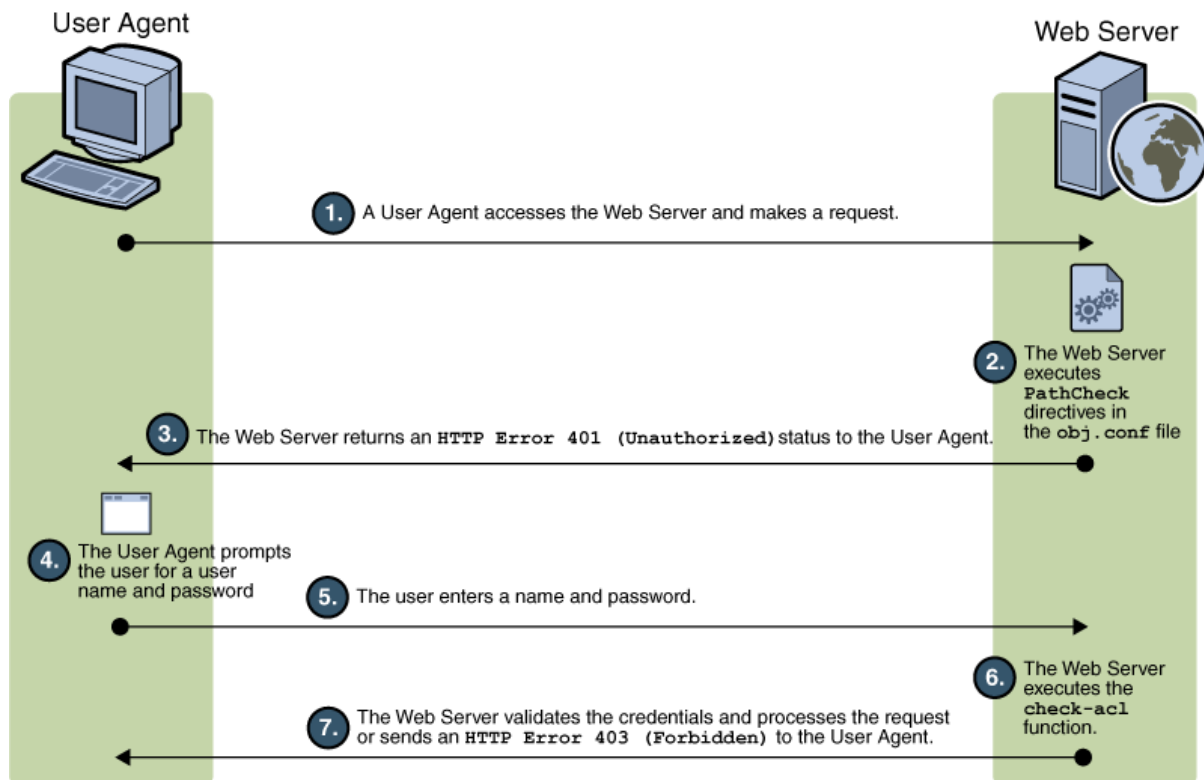 User Agent
Web Server
1. A User Agent accesses the Web Server and makes a request.
2. The Web Server
executes
PathCheck
directives in
the obj.conf file
3. The Web Server returns an HTTP Error 401 (Unauthorized) status to the User Agent.
4. The User Agent prompts
the user for a user
name and password
5. The user enters a name and password.
6. The Web Server
executes the
check-acl
function.
7. The Web Server validates the credentials and processes the request
or sends an HTTP Error 403 (Forbidden) to the User Agent.